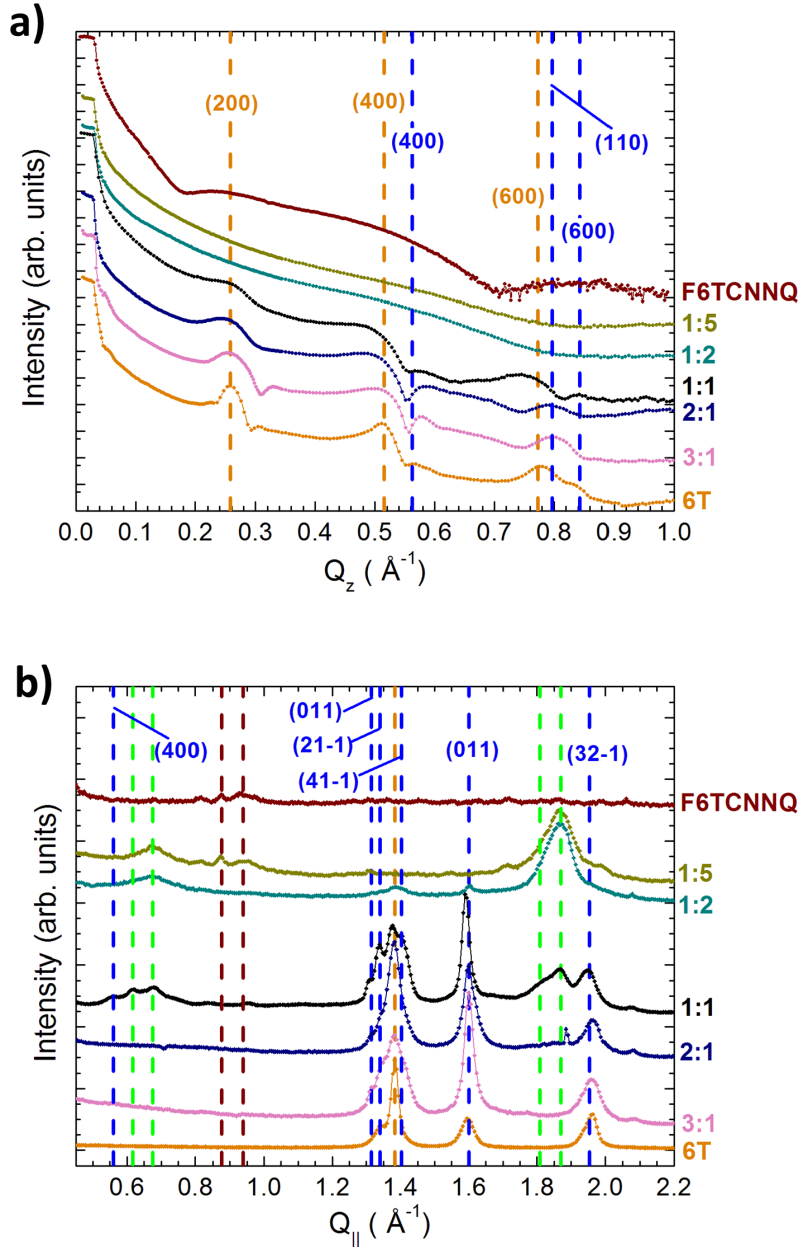 a)
Intensity (arb. units)
(200)
(400)
(400)
(110)
(600)
(600)
F6TCNNQ
1:5
1:2
1:1
2:1
3:1
6T
0.0 0.1 0.2 0.3 0.4 0.5 0.6 0.7 0.8 0.9 1.0
Qz ( Å-1)
b)
Intensity (arb. units)
(011)
(400)
(21-1)
(011)
(32-1)
(41-1)
F6TCNNQ
1:5
1:2
1:1
2:1
3:1
6T
0.6 0.8 1.0 1.2 1.4 1.6 1.8 2.0 2.2
Q|| ( Å-1)